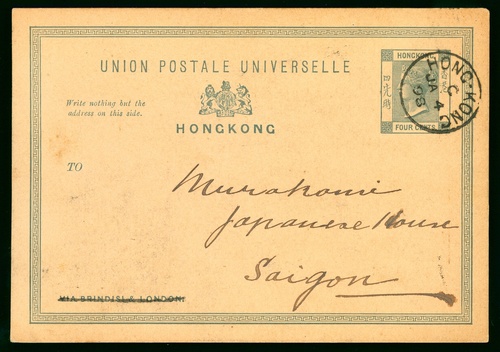 UNION POSTALE UNIVERSELLE
Write nothing but the
address on this side.
HONGKONG
HONGKONG
FOUR CENTS
HONG-KONG
C
JA 4
93
TO
Murakami
Japanese House
Saigon
VIA BRINDISI & LONDON.